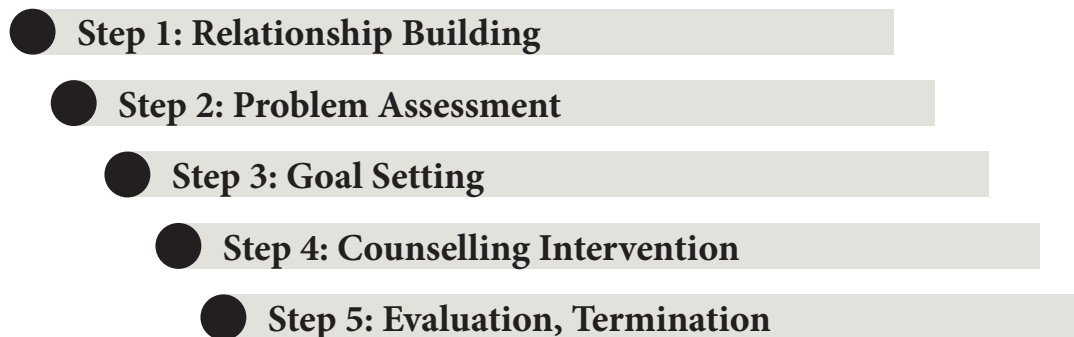 Step 1: Relationship Building
Step 2: Problem Assessment
Step 3: Goal Setting
Step 4: Counselling Intervention
Step 5: Evaluation, Termination